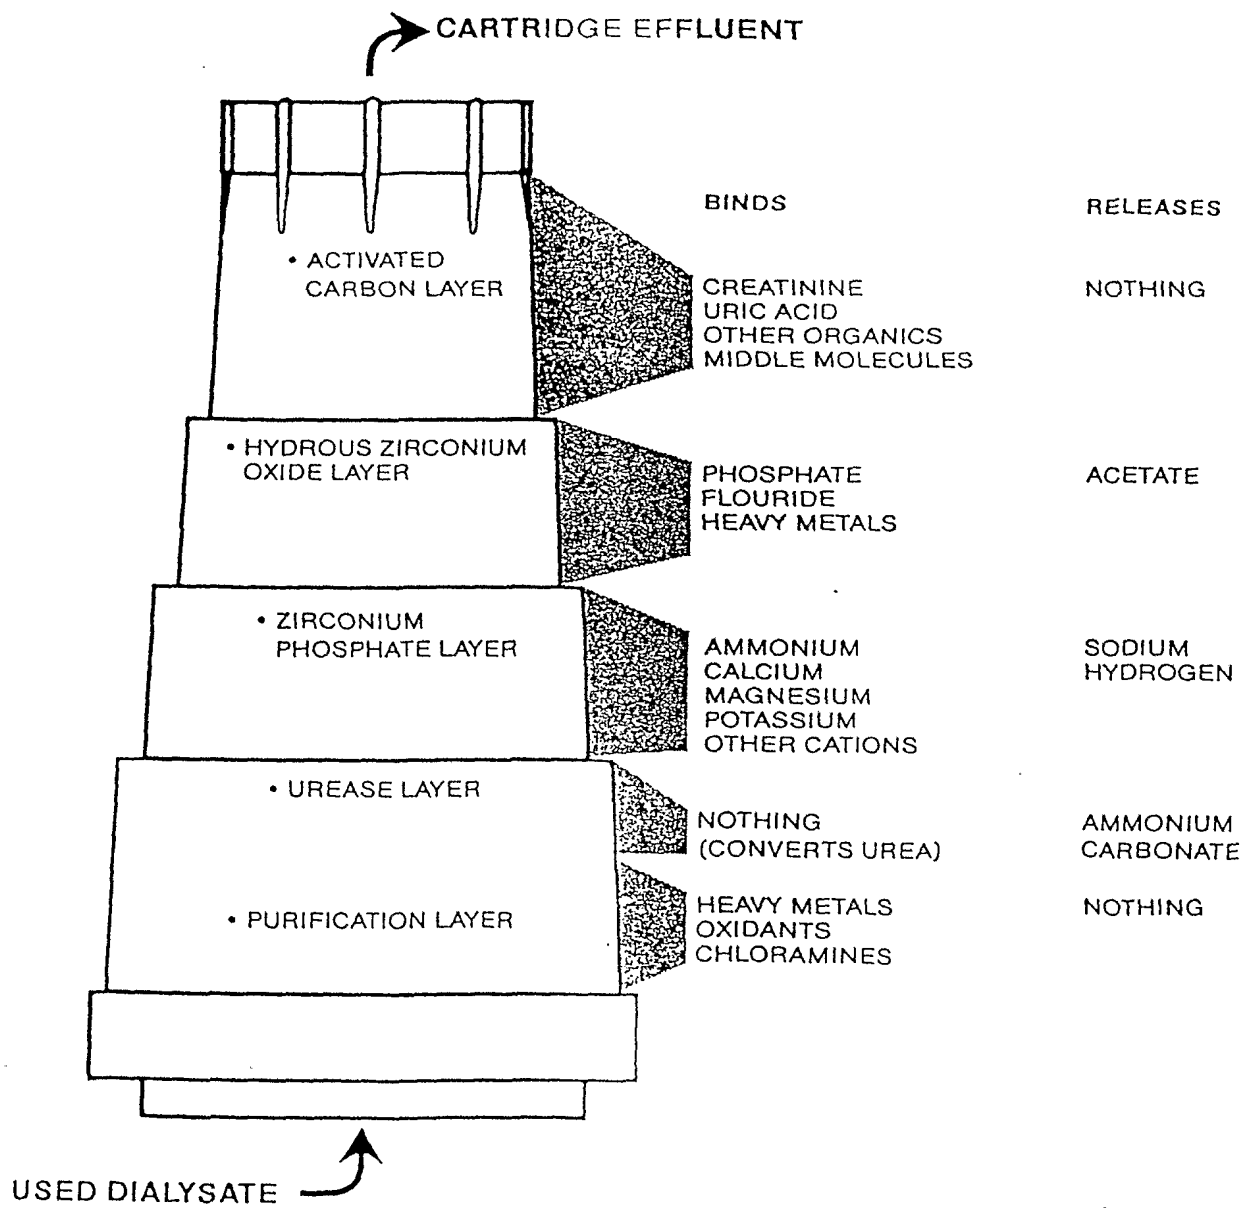 CARTRIDGE EFFLUENT
BINDS
RELEASES
• ACTIVATED
CARBON LAYER
CREATININE
URIC ACID
OTHER ORGANICS
MIDDLE MOLECULES
NOTHING
• HYDROUS ZIRCONIUM
OXIDE LAYER
PHOSPHATE
FLOURIDE
HEAVY METALS
ACETATE
• ZIRCONIUM
PHOSPHATE LAYER
AMMONIUM
CALCIUM
MAGNESIUM
POTASSIUM
OTHER CATIONS
SODIUM
HYDROGEN
• UREASE LAYER
NOTHING
(CONVERTS UREA)
AMMONIUM
CARBONATE
• PURIFICATION LAYER
HEAVY METALS
OXIDANTS
CHLORAMINES
NOTHING
USED DIALYSATE